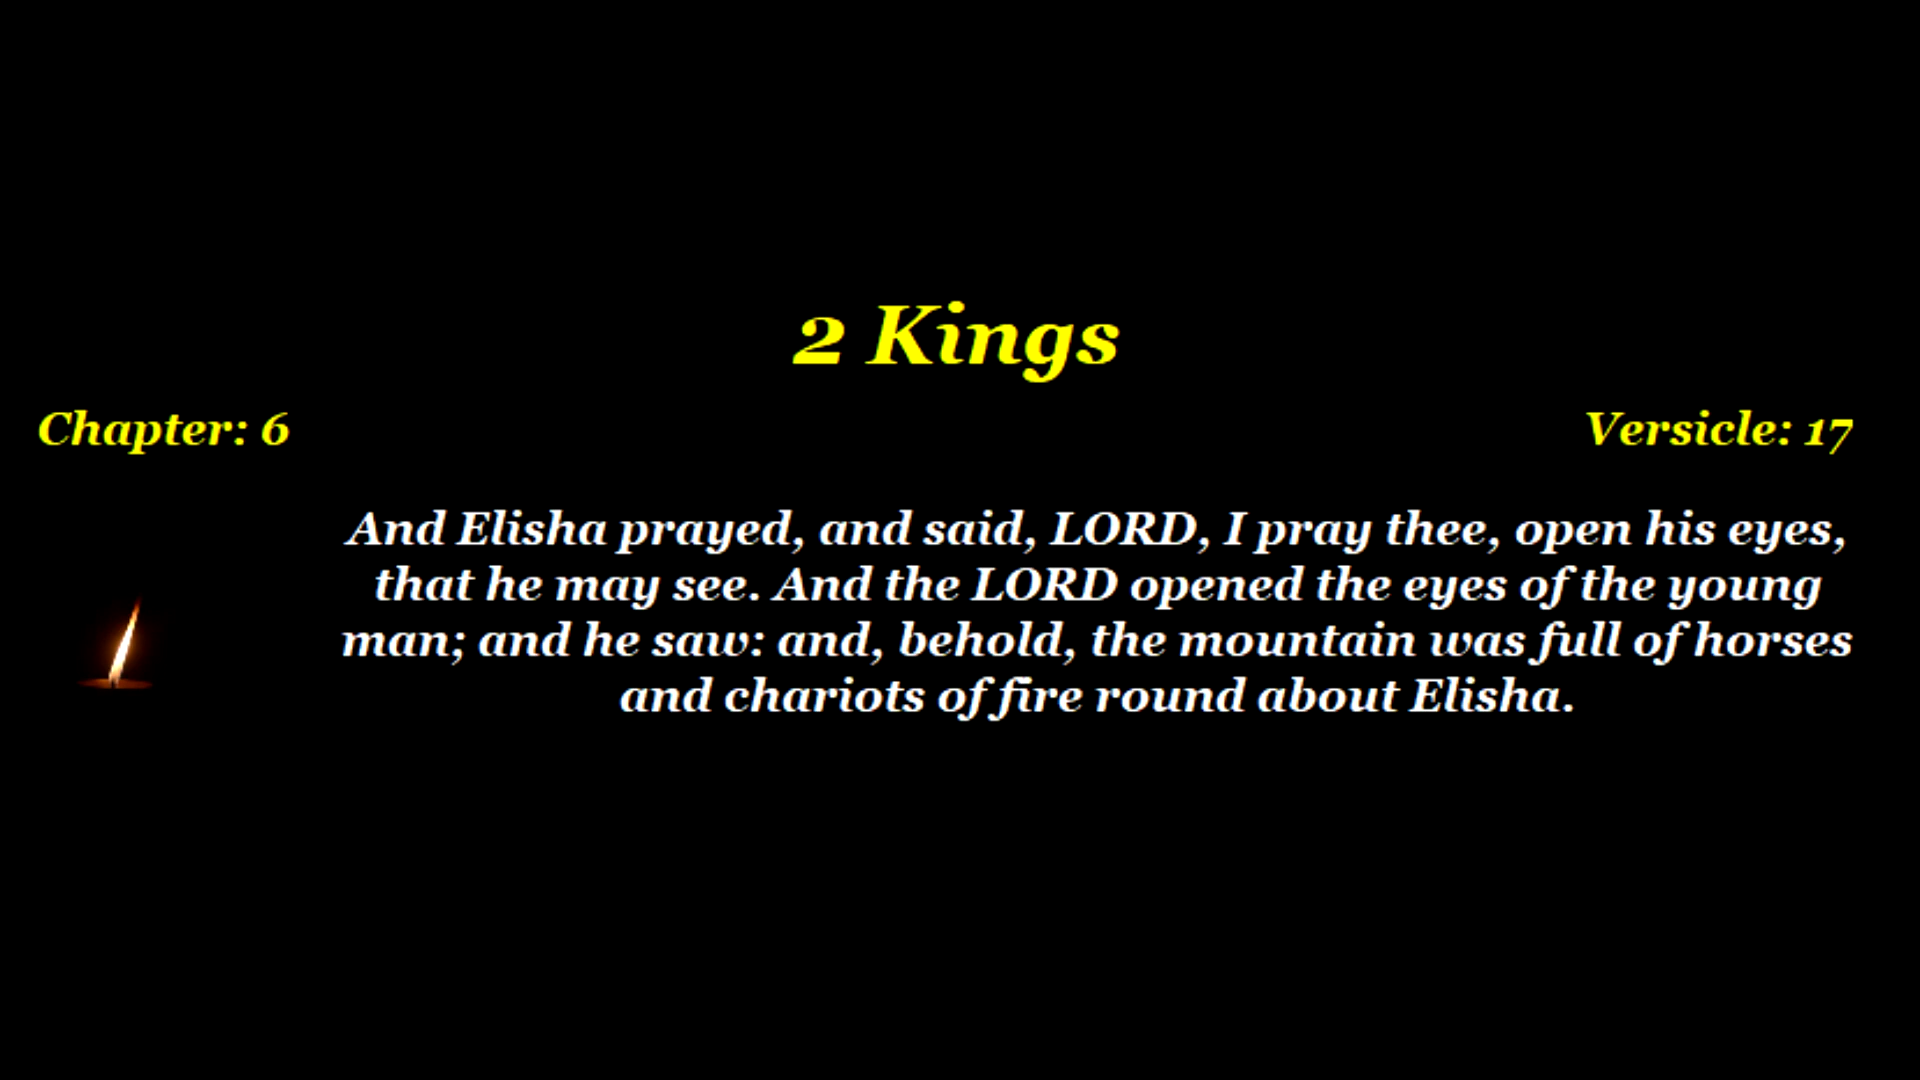 2 Kings
Chapter: 6
Versicle: 17
And Elisha prayed, and said, LORD, I pray thee, open his eyes,
that he may see. And the LORD opened the eyes of the young
man; and he saw: and, behold, the mountain was full of horses
and chariots of fire round about Elisha.